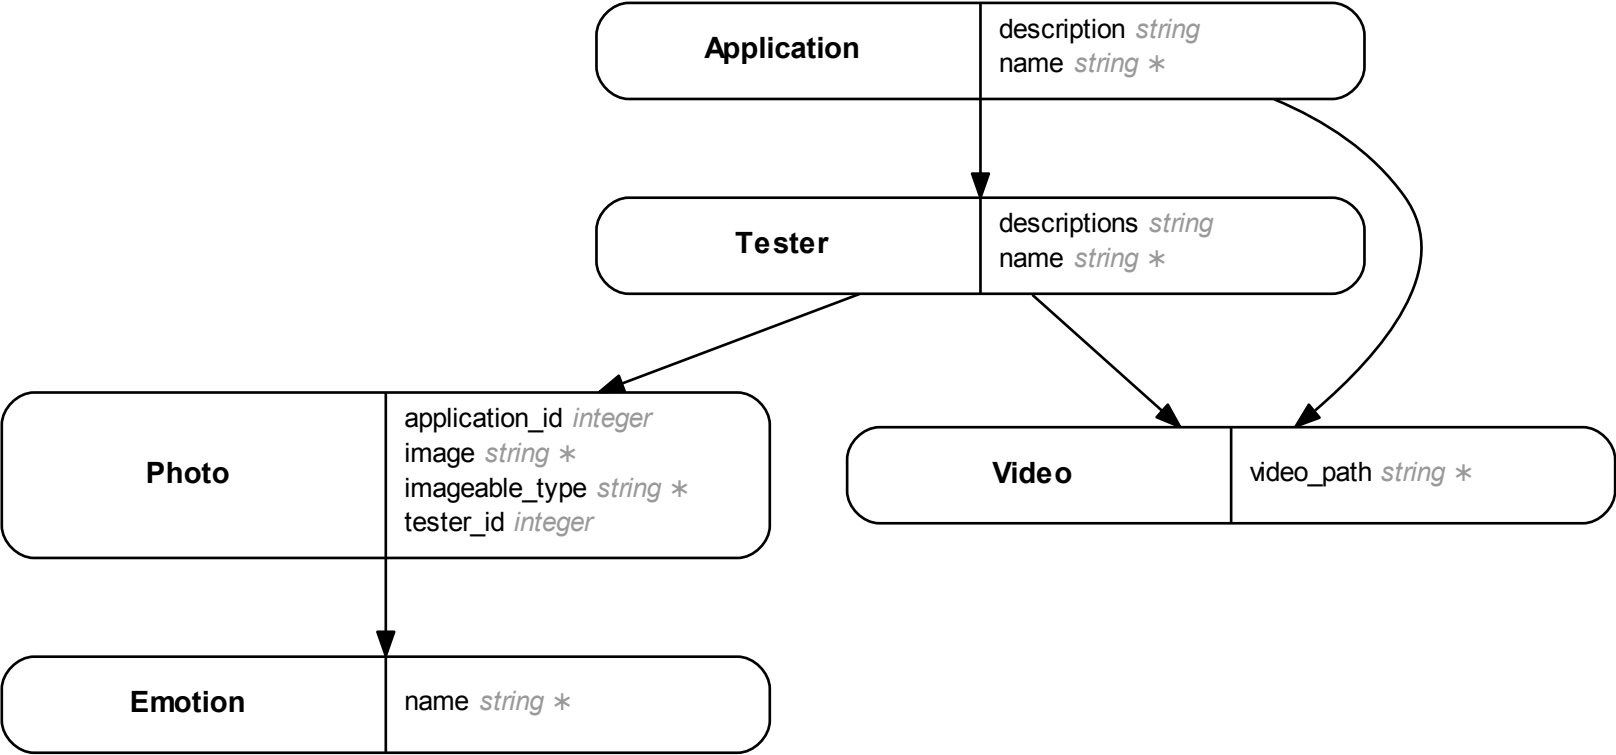 Application
description string
name string ∗
Tester
descriptions string
name string ∗
Photo
application_id integer
image string ∗
imageable_type string ∗
tester_id integer
Video
video_path string ∗
Emotion
name string ∗